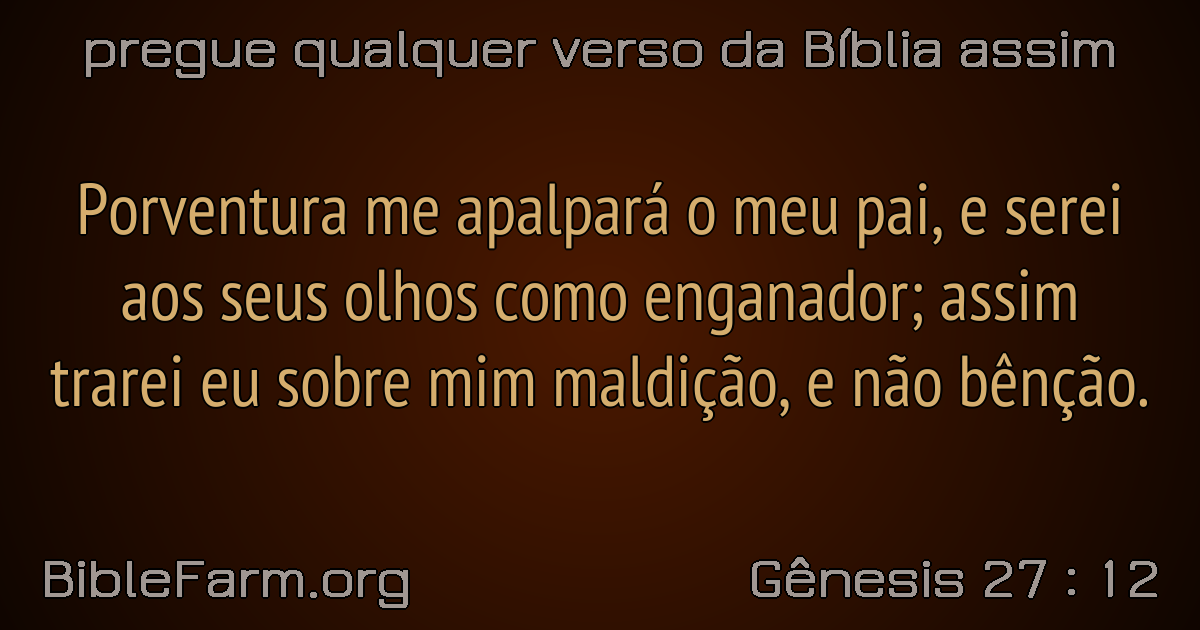 pregue qualquer verso da Bíblia assim
Porventura me apalpará o meu pai, e serei
aos seus olhos como enganador; assim
trarei eu sobre mim maldição, e não bênção.
BibleFarm.org
Gênesis 27 : 12